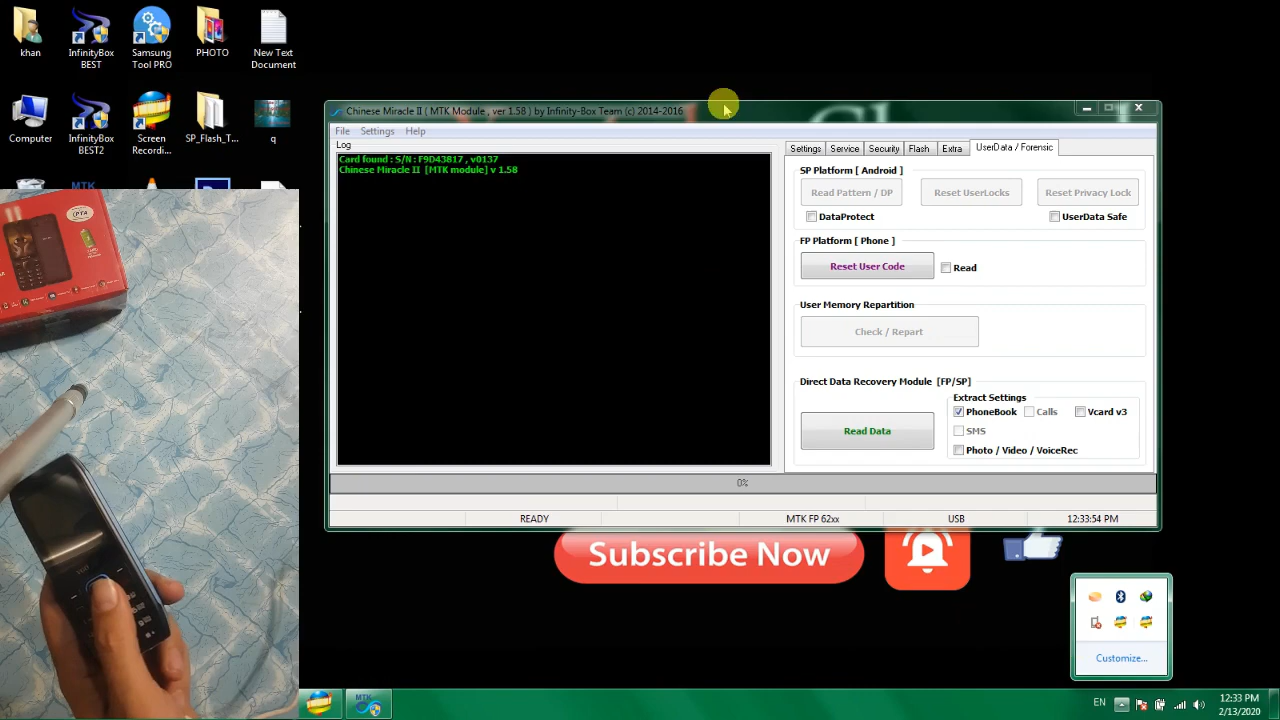 khan
InfinityBox
BEST
Samsung
Tool PRO
PHOTO
New Text
Document
Computer
InfinityBox
BEST2
Screen
Recordi...
SP_Flash_T...
q
MTK
PTA
Chinese Miracle II ( MTK Module , ver 1.58 ) by Infinity-Box Team (c) 2014-2016
File Settings Help
Log
Card found : S/N : F9D43817 , v0137
Chinese Miracle II [MTK module] v 1.58
Settings Service Security Flash Extra UserData / Forensic
SP Platform [ Android ]
Read Pattern / DP Reset UserLocks Reset Privacy Lock
DataProtect UserData Safe
FP Platform [ Phone ]
Reset User Code Read
User Memory Repartition
Check / Repart
Direct Data Recovery Module [FP/SP]
Extract Settings
Read Data
PhoneBook Calls Vcard v3
SMS
Photo / Video / VoiceRec
0%
READY MTK FP 62xx USB 12:33:54 PM
Subscribe Now
Customize...
MTK
EN
12:33 PM
2/13/2020